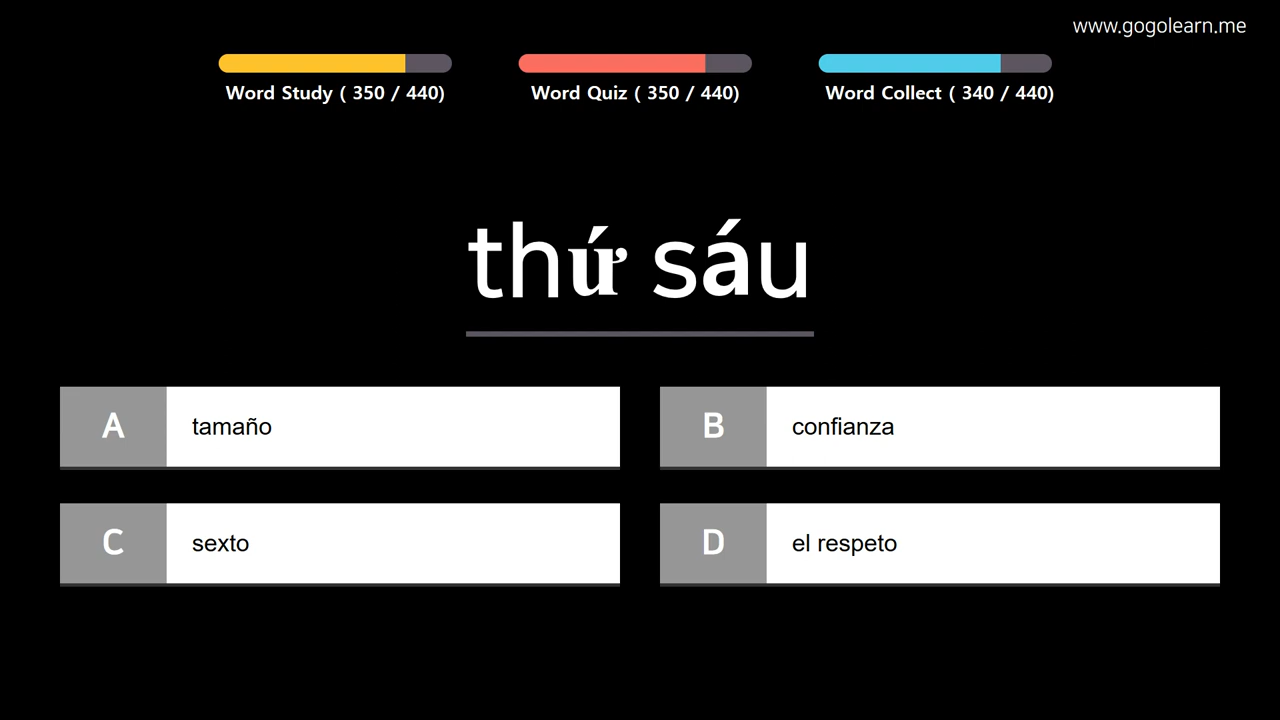 www.gogolearn.me
Word Study ( 350 / 440)
Word Quiz ( 350 / 440)
Word Collect ( 340 / 440)
thứ sáu
A tamaño
B confianza
C sexto
D el respeto